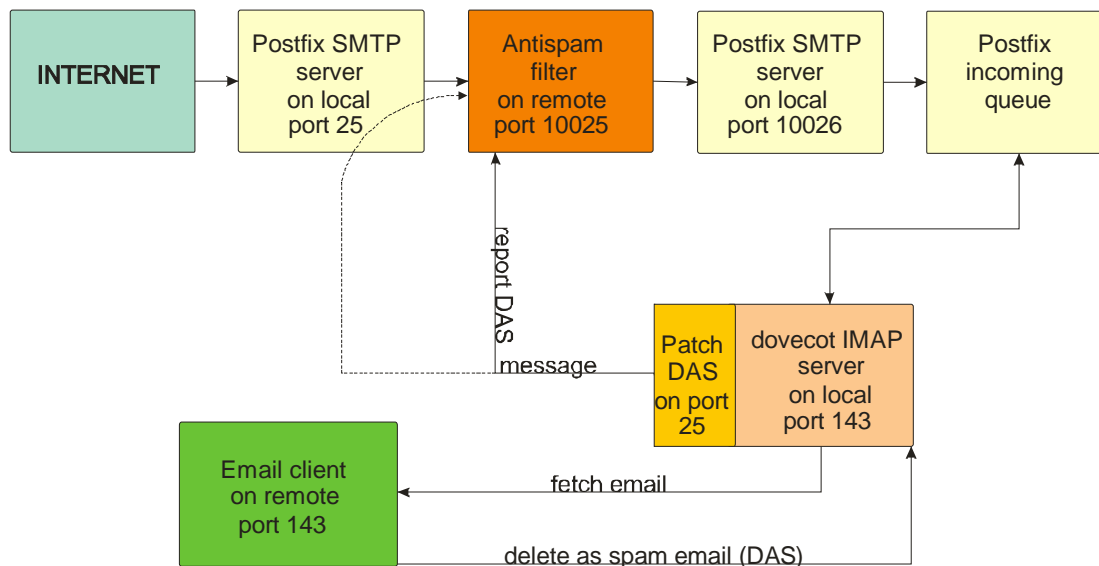 INTERNET
Postfix SMTP
server
on local
port 25
Antispam
filter
on remote
port 10025
Postfix SMTP
server
on local
port 10026
Postfix
incoming
queue
report DAS
message
Patch
DAS
on port
25
dovecot IMAP
server
on local
port 143
Email client
on remote
port 143
fetch email
delete as spam email (DAS)